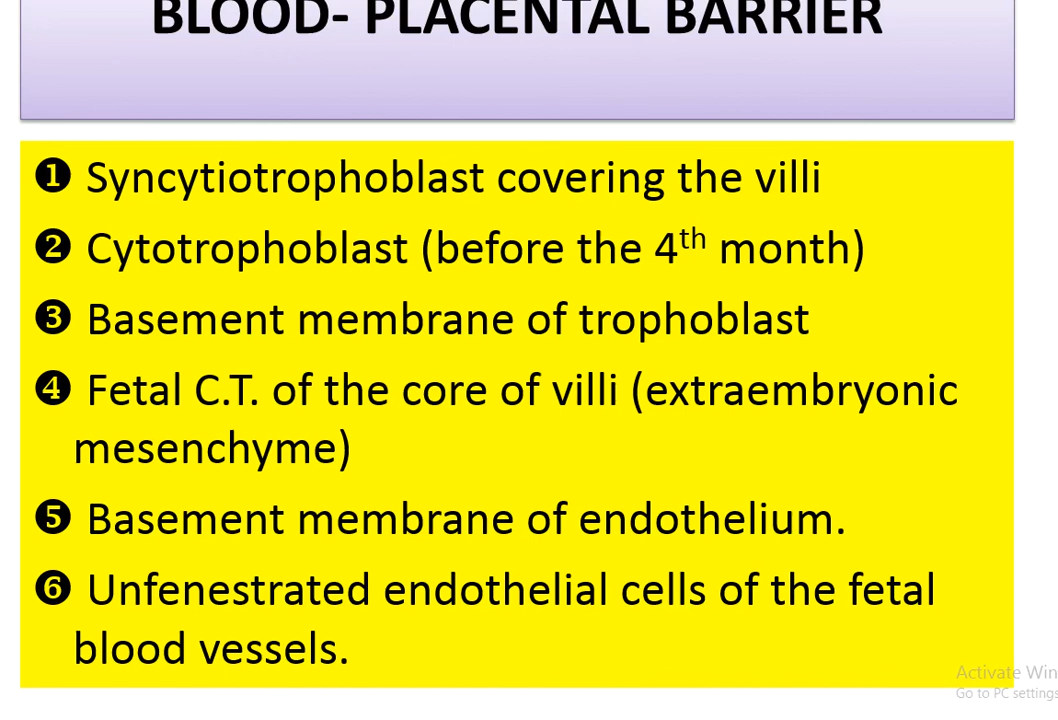 BLOOD- PLACENTAL BARRIER
❶ Syncytiotrophoblast covering the villi
❷ Cytotrophoblast (before the 4th month)
❸ Basement membrane of trophoblast
❹ Fetal C.T. of the core of villi (extraembryonic
mesenchyme)
❺ Basement membrane of endothelium.
❻ Unfenestrated endothelial cells of the fetal
blood vessels.
Activate Win
Go to PC settings